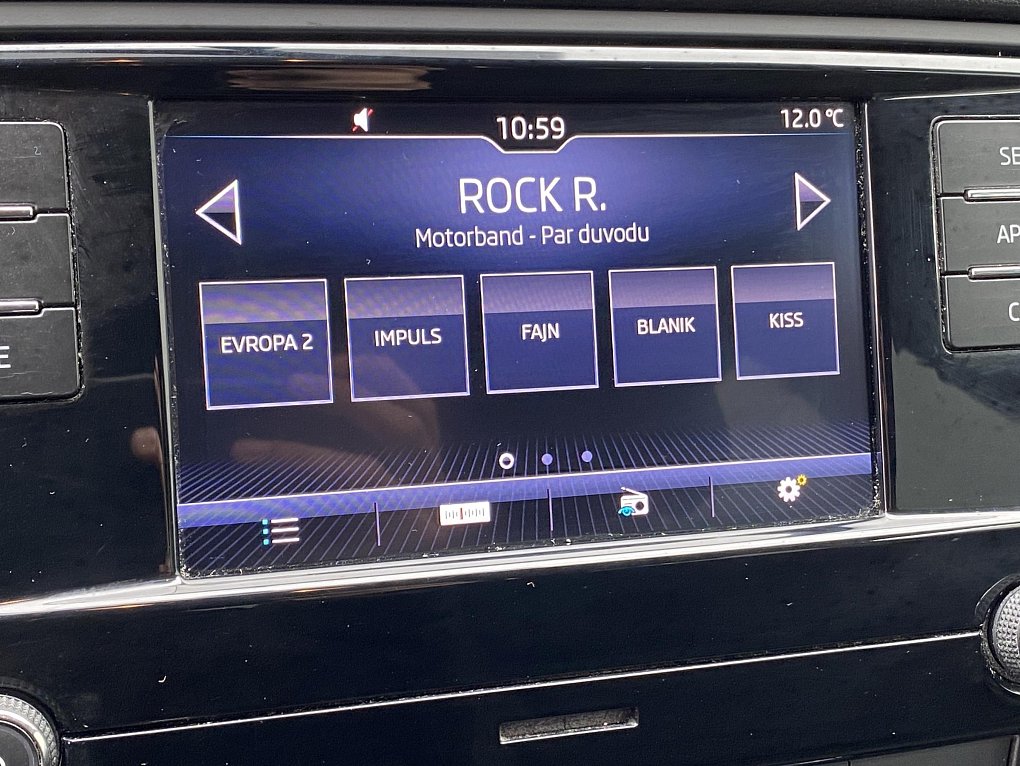 10:59
12.0 °C
ROCK R.
Motorband - Par duvodu
EVROPA 2
IMPULS
FAJN
BLANIK
KISS